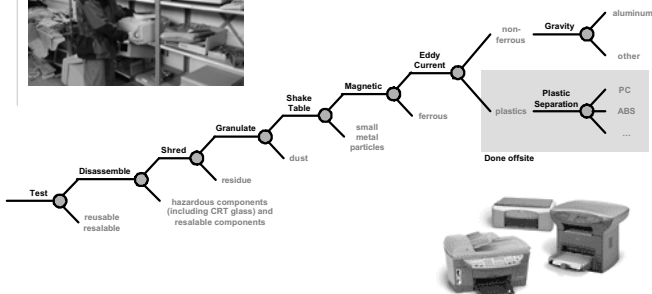 aluminum
non-
ferrous
Gravity
other
Eddy
Current
Magnetic
plastics
Plastic
Separation
PC
ABS
...
Done offsite
Shake
Table
ferrous
Granulate
small
metal
particles
Shred
dust
Disassemble
residue
Test
hazardous components
(including CRT glass) and
resalable components
reusable
resalable